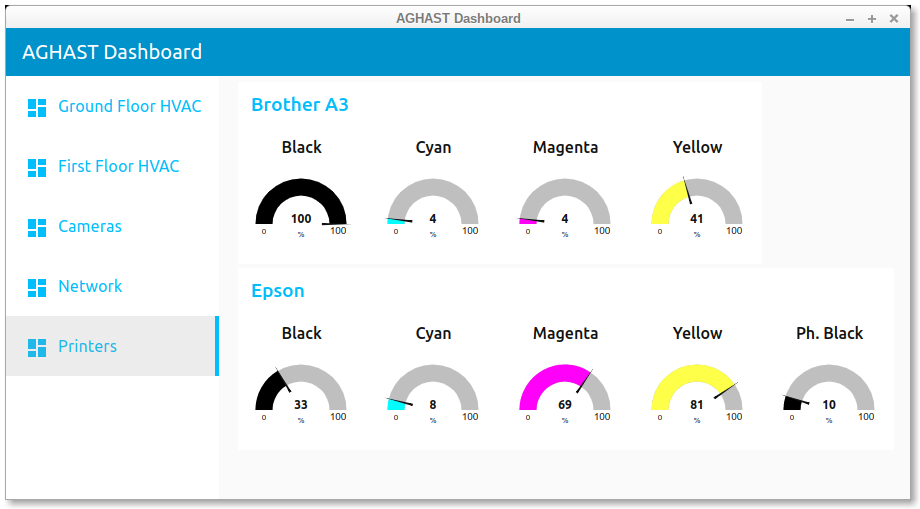 AGHAST Dashboard
AGHAST Dashboard
Ground Floor HVAC
First Floor HVAC
Cameras
Network
Printers
Brother A3
Black Cyan Magenta Yellow
100 4 4 41
0 100 0 100 0 100 0 100
% % % %
Epson
Black Cyan Magenta Yellow Ph. Black
33 8 69 81 10
0 100 0 100 0 100 0 100 0 100
% % % % %